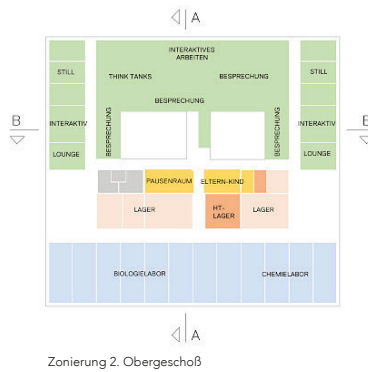 A
INTERAKTIVES
ARBEITEN
STILL
THINK TANKS
BESPRECHUNG
STILL
BESPRECHUNG
B
INTERAKTIV
BESPRECHUNG
BESPRECHUNG
INTERAKTIV
B
LOUNGE
LOUNGE
PAUSENRAUM
ELTERN-KIND
LAGER
HT-
LAGER
LAGER
BIOLOGIELABOR
CHEMIELABOR
A
Zonierung 2. Obergeschoß